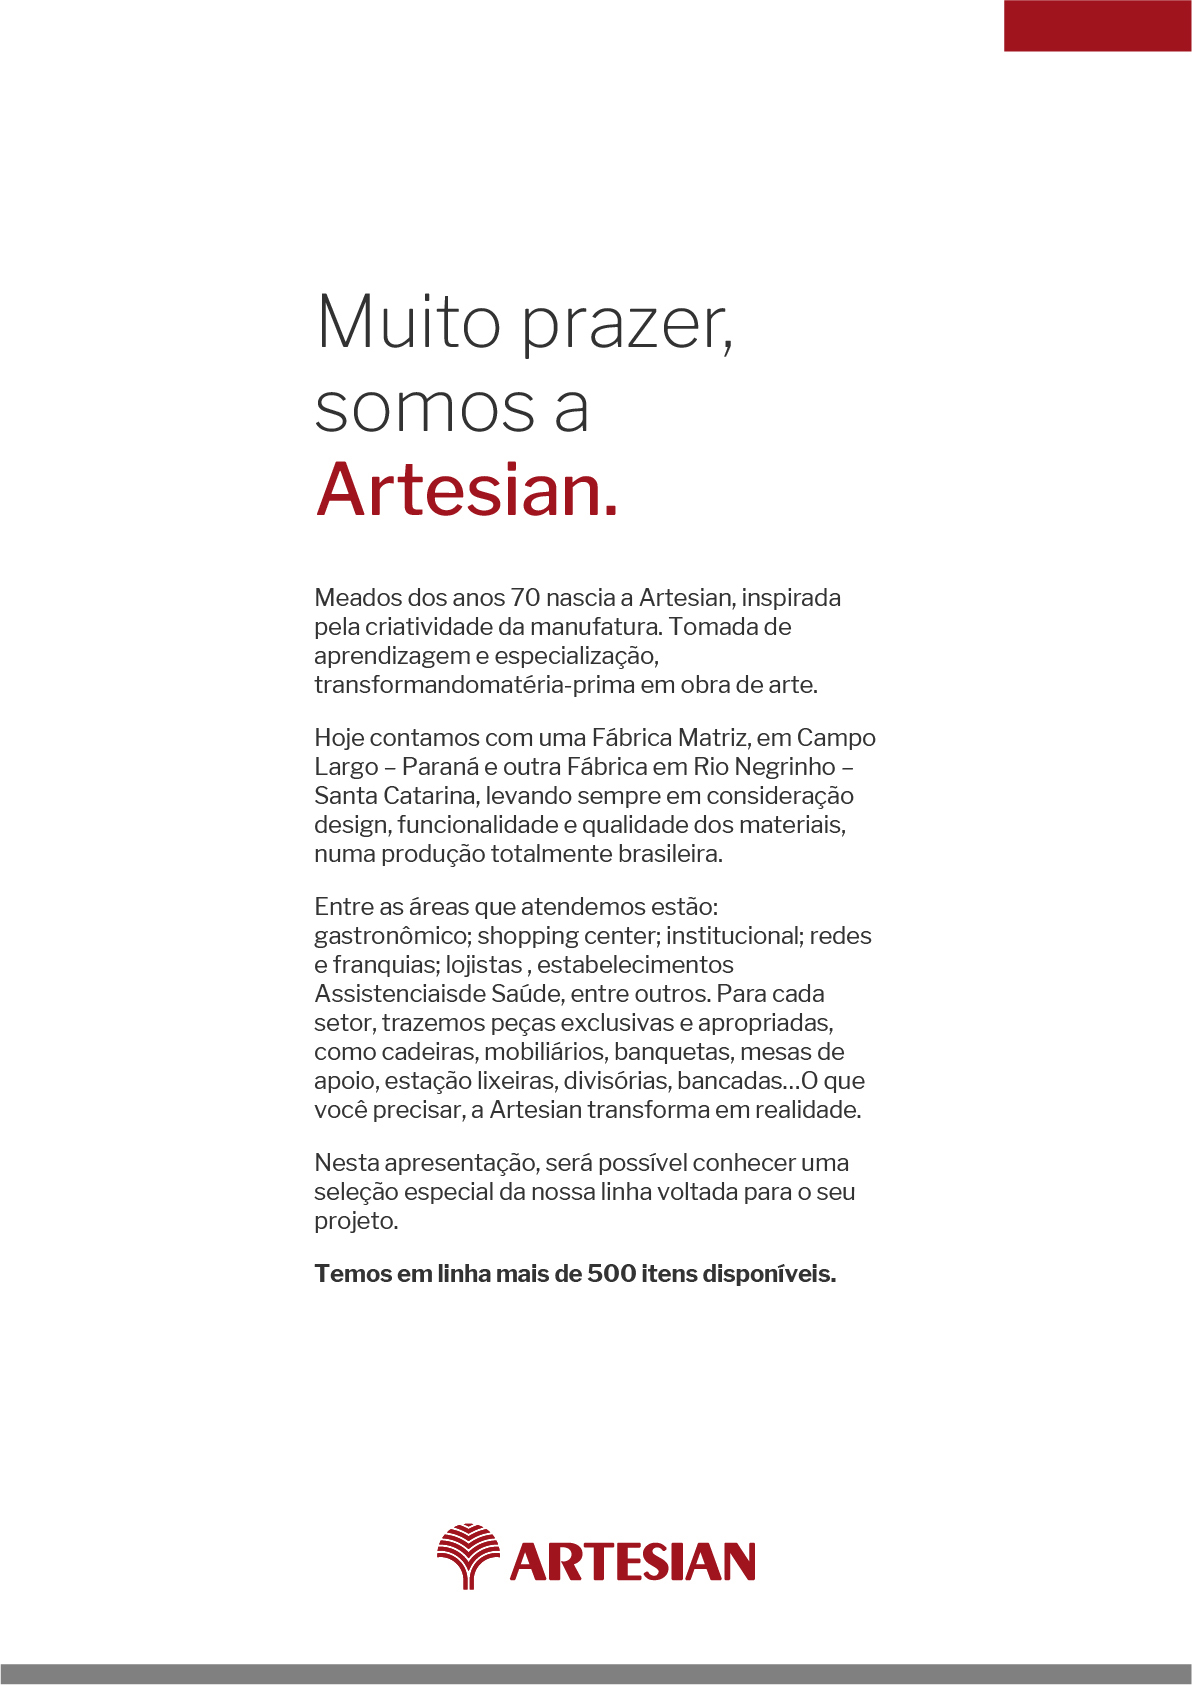 Muito prazer,
somos a
Artesian.
Meados dos anos 70 nascia a Artesian, inspirada
pela criatividade da manufatura. Tomada de
aprendizagem e especialização,
transformandomatéria-prima em obra de arte.
Hoje contamos com uma Fábrica Matriz, em Campo
Largo – Paraná e outra Fábrica em Rio Negrinho –
Santa Catarina, levando sempre em consideração
design, funcionalidade e qualidade dos materiais,
numa produção totalmente brasileira.
Entre as áreas que atendemos estão:
gastronômico; shopping center; institucional; redes
e franquias; lojistas , estabelecimentos
Assistenciaisde Saúde, entre outros. Para cada
setor, trazemos peças exclusivas e apropriadas,
como cadeiras, mobiliários, banquetas, mesas de
apoio, estação lixeiras, divisórias, bancadas...O que
você precisar, a Artesian transforma em realidade.
Nesta apresentação, será possível conhecer uma
seleção especial da nossa linha voltada para o seu
projeto.
Temos em linha mais de 500 itens disponíveis.
ARTESIAN